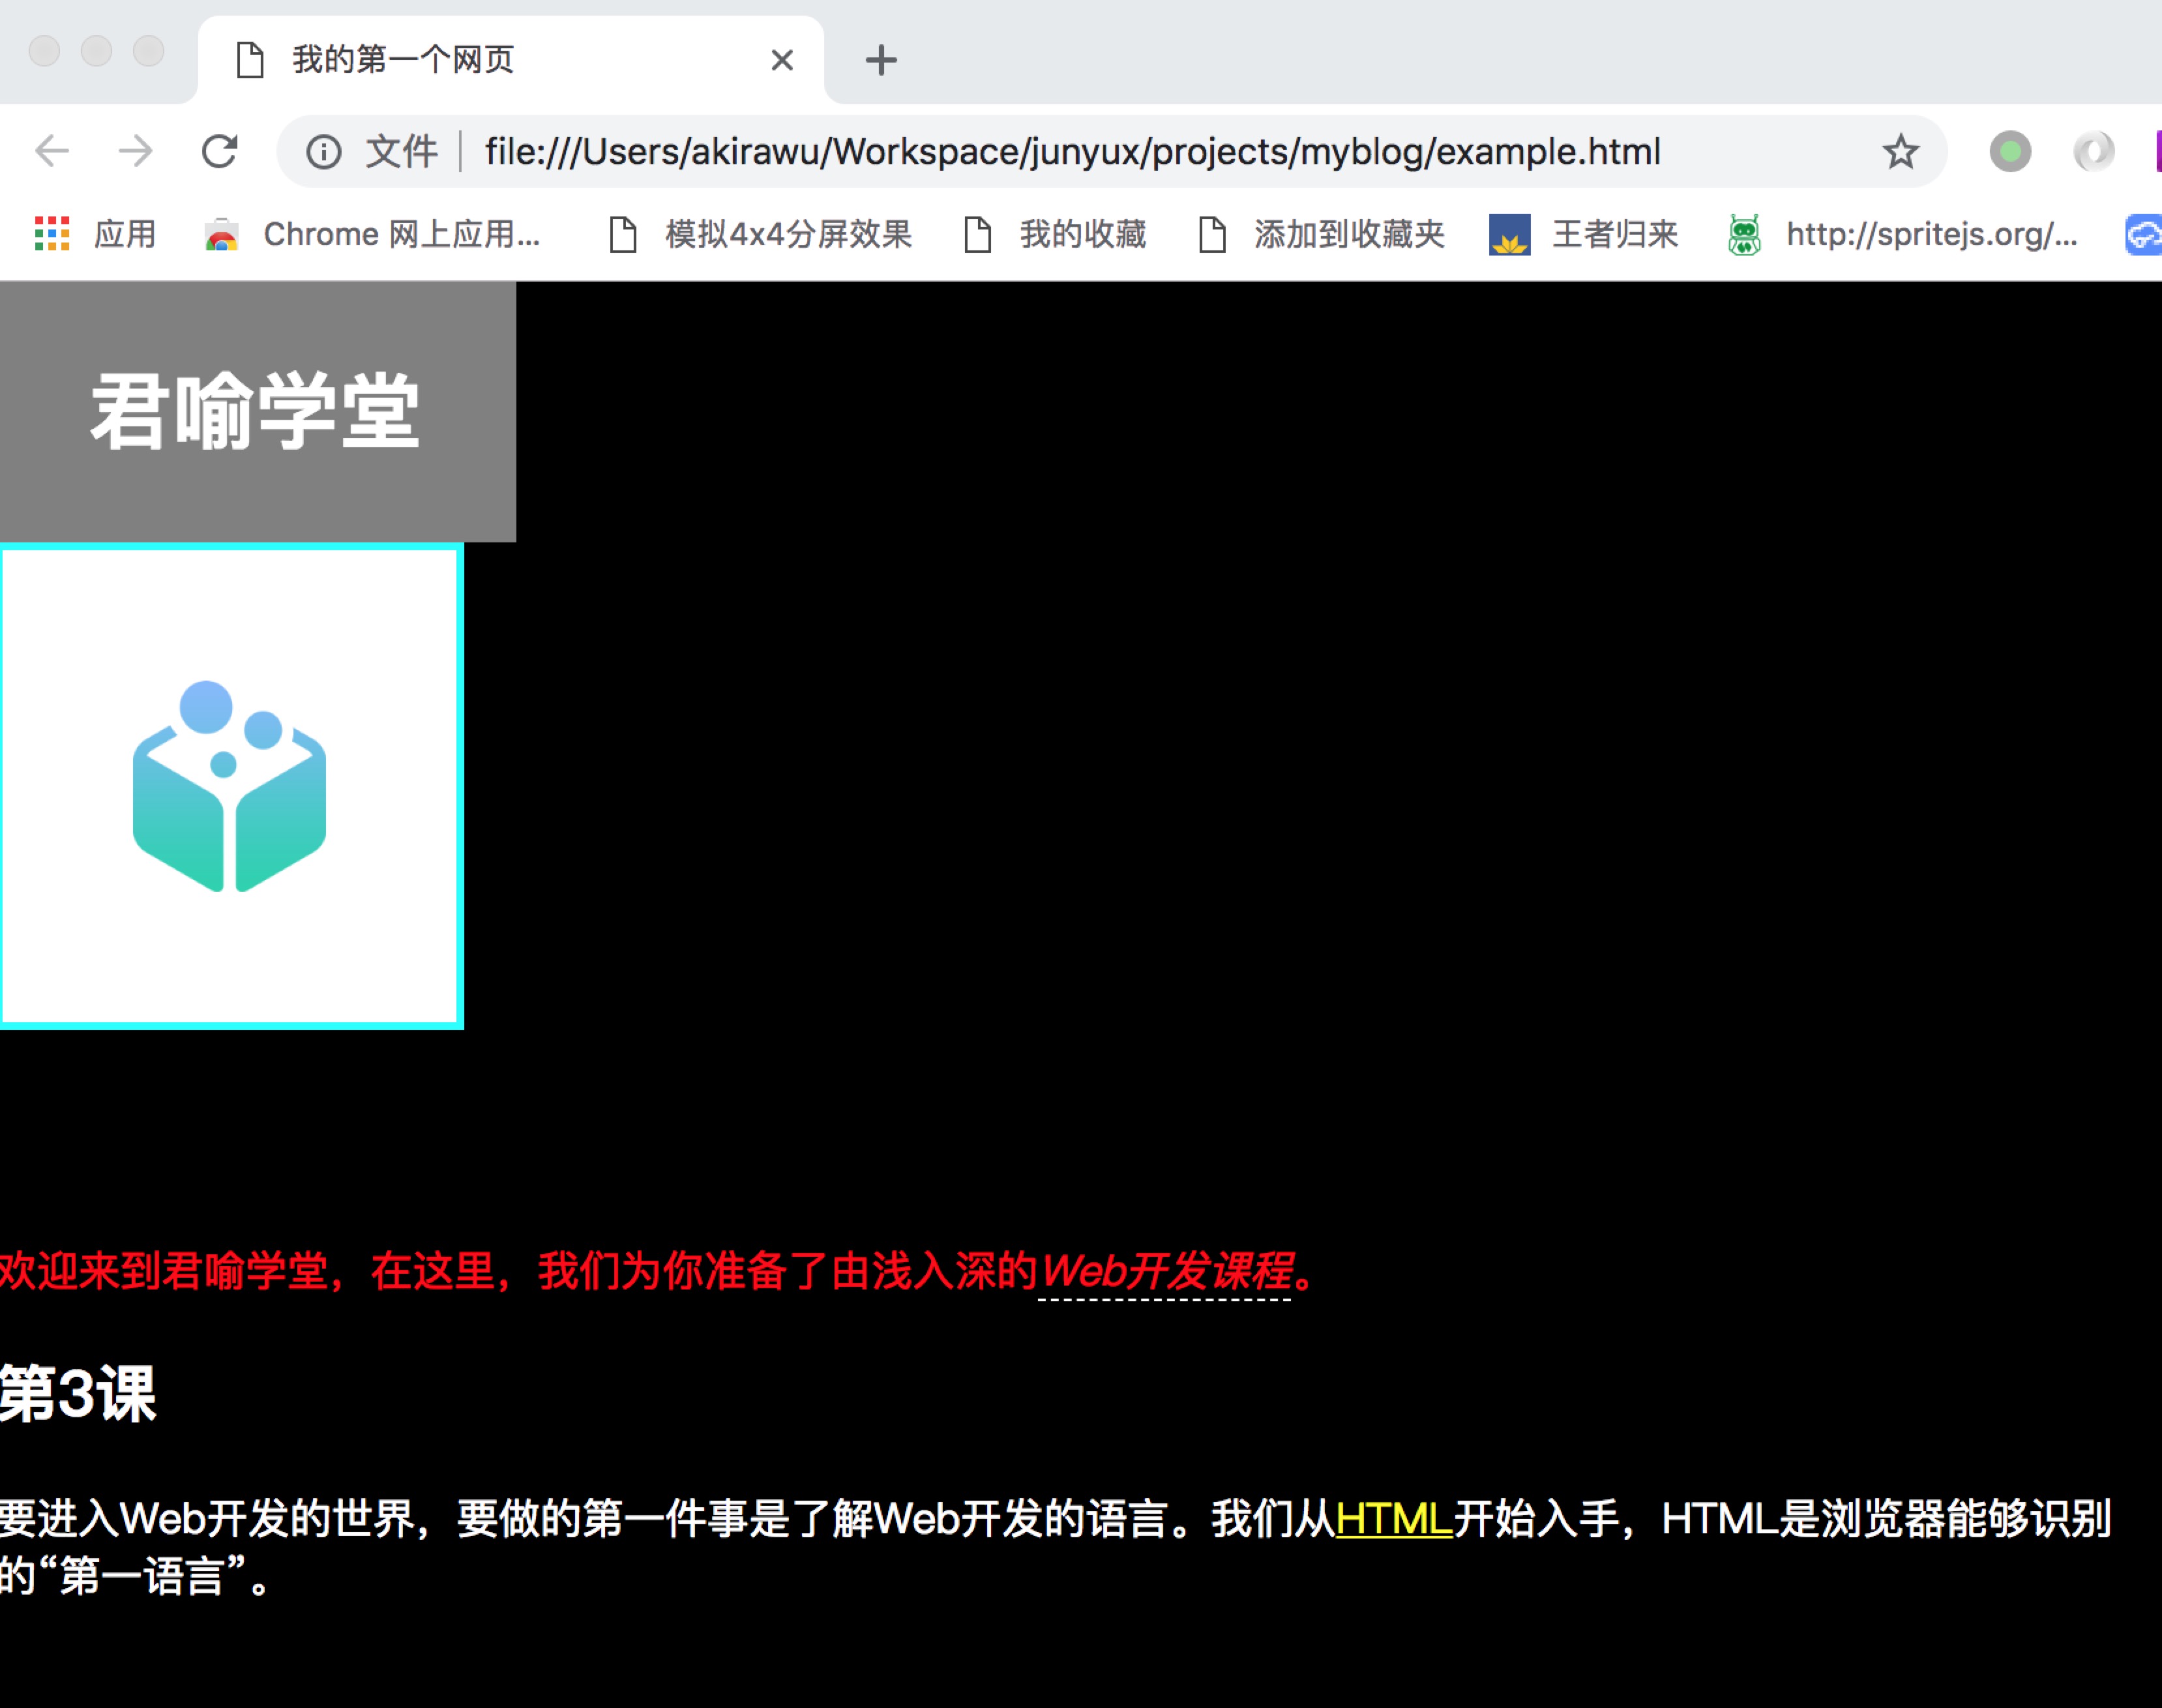 我的第一个网页
文件 file:///Users/akirawu/Workspace/junyux/projects/myblog/example.html
应用 Chrome 网上应用... 模拟4x4分屏效果 我的收藏 添加到收藏夹 王者归来 http://spritejs.org/...
君喻学堂
欢迎来到君喻学堂，在这里，我们为你准备了由浅入深的Web开发课程。
第3课
要进入Web开发的世界，要做的第一件事是了解Web开发的语言。我们从HTML开始入手，HTML是浏览器能够识别
的“第一语言”。